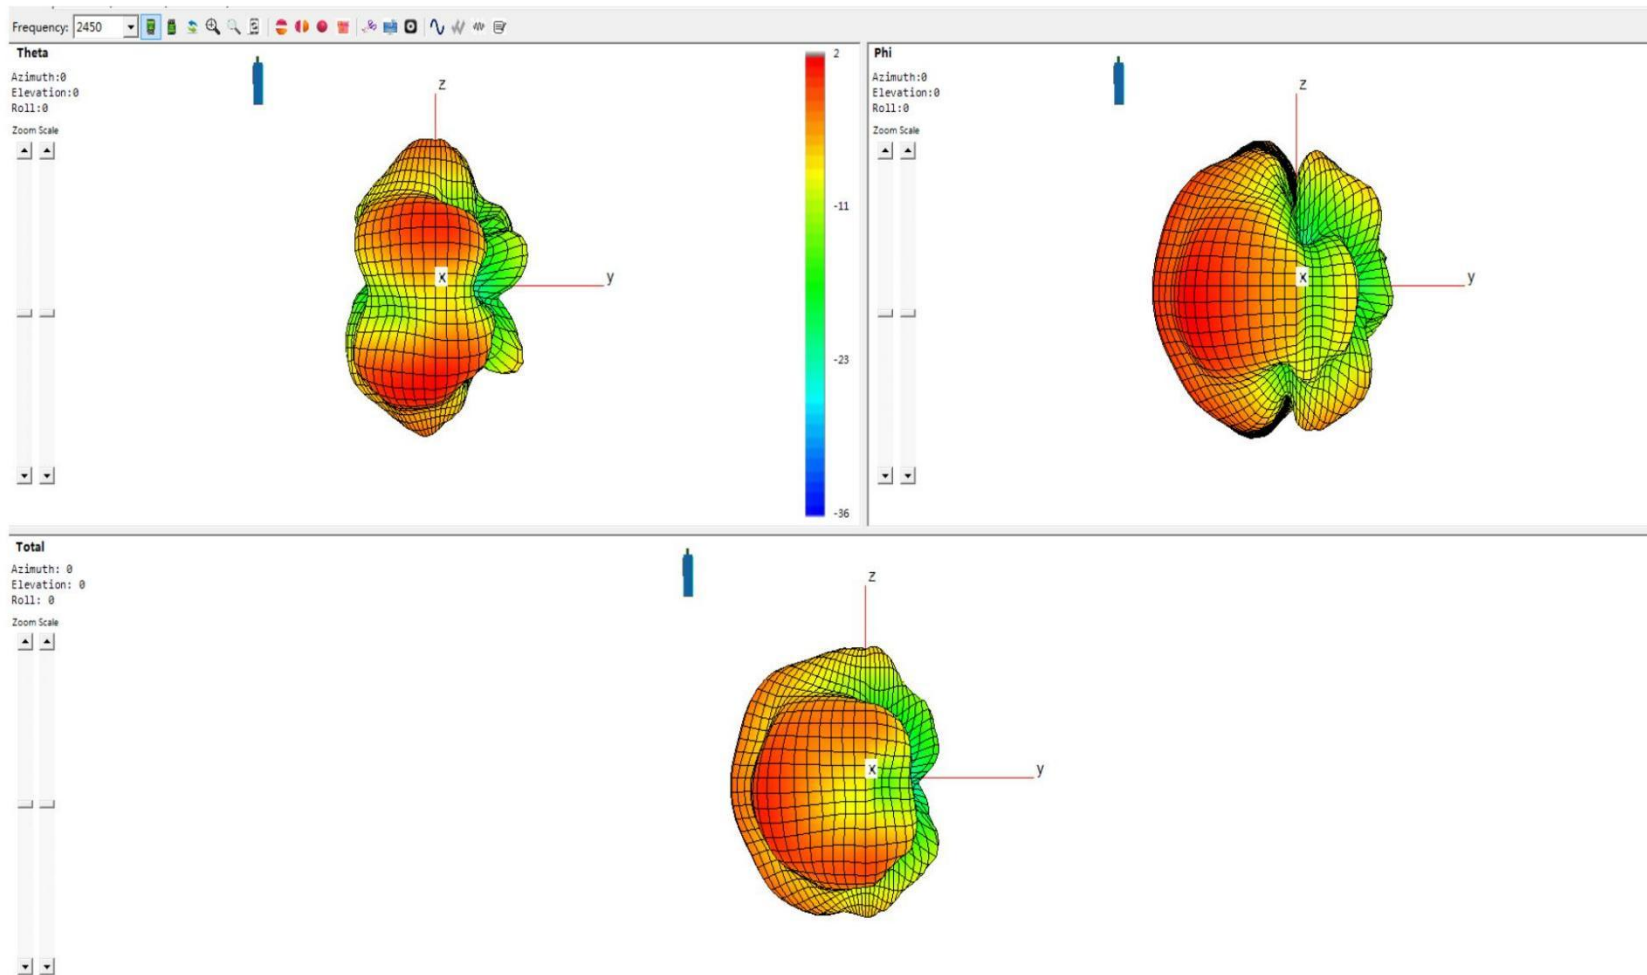 Frequency: 2450
Theta
Azimuth:0
Elevation:0
Roll:0
Zoom Scale
z
x
y
2
-11
-23
-36
Phi
Azimuth:0
Elevation:0
Roll:0
Zoom Scale
z
x
y
Total
Azimuth: 0
Elevation: 0
Roll: 0
Zoom Scale
z
x
y